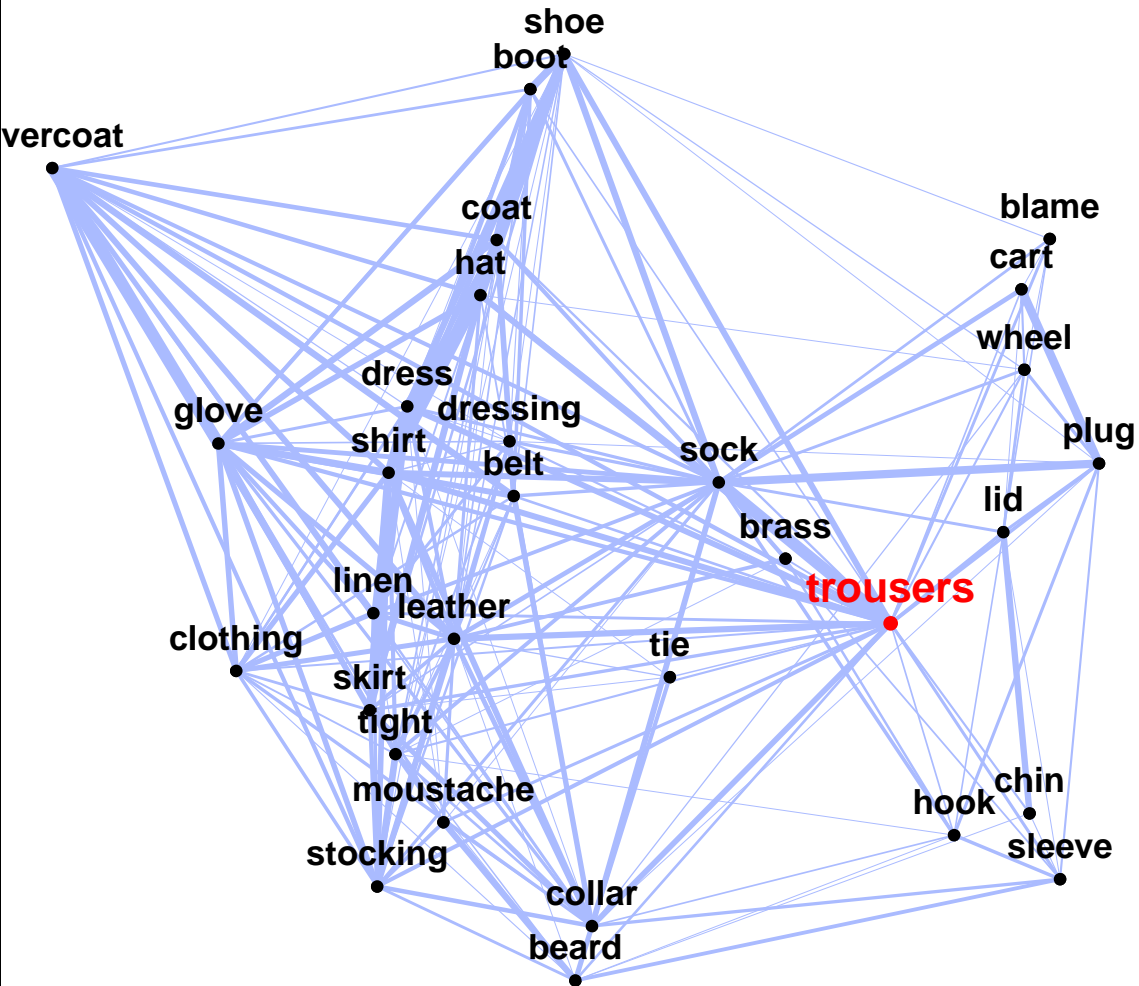 shoe
boot
vercoat
coat
blame
hat
cart
wheel
dress
glove
dressing
shirt
plug
sock
belt
lid
brass
linen
trousers
leather
clothing
tie
skirt
tight
chin
moustache
hook
stocking
sleeve
collar
beard